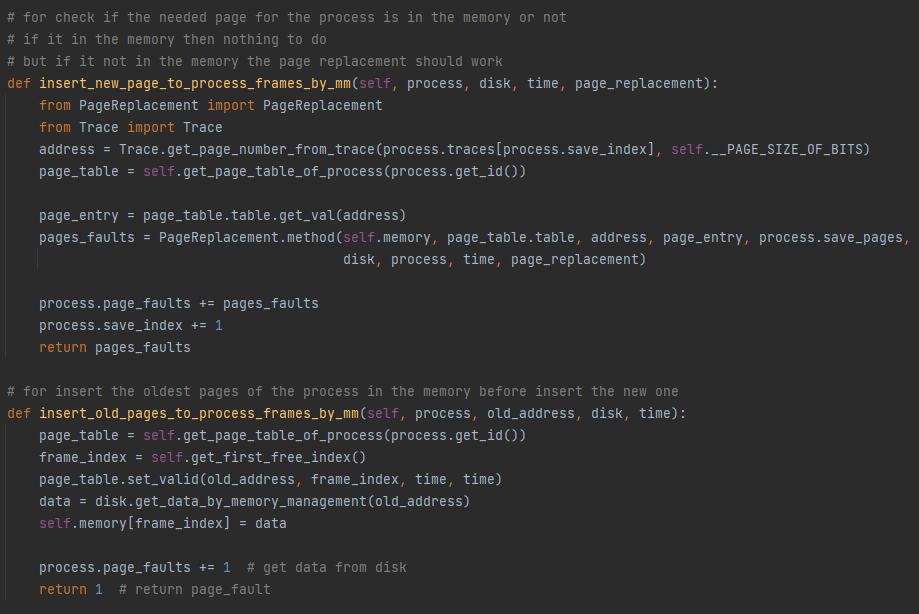 # for check if the needed page for the process is in the memory or not
# if it in the memory then nothing to do
# but if it not in the memory the page replacement should work
def insert_new_page_to_process_frames_by_mm(self, process, disk, time, page_replacement):
    from PageReplacement import PageReplacement
    from Trace import Trace
    address = Trace.get_page_number_from_trace(process.traces[process.save_index], self.__PAGE_SIZE_OF_BITS)
    page_table = self.get_page_table_of_process(process.get_id())

    page_entry = page_table.table.get_val(address)
    pages_faults = PageReplacement.method(self.memory, page_table.table, address, page_entry, process.save_pages,
                                          disk, process, time, page_replacement)

    process.page_faults += pages_faults
    process.save_index += 1
    return pages_faults

# for insert the oldest pages of the process in the memory before insert the new one
def insert_old_pages_to_process_frames_by_mm(self, process, old_address, disk, time):
    page_table = self.get_page_table_of_process(process.get_id())
    frame_index = self.get_first_free_index()
    page_table.set_valid(old_address, frame_index, time, time)
    data = disk.get_data_by_memory_management(old_address)
    self.memory[frame_index] = data

    process.page_faults += 1  # get data from disk
    return 1  # return page_fault